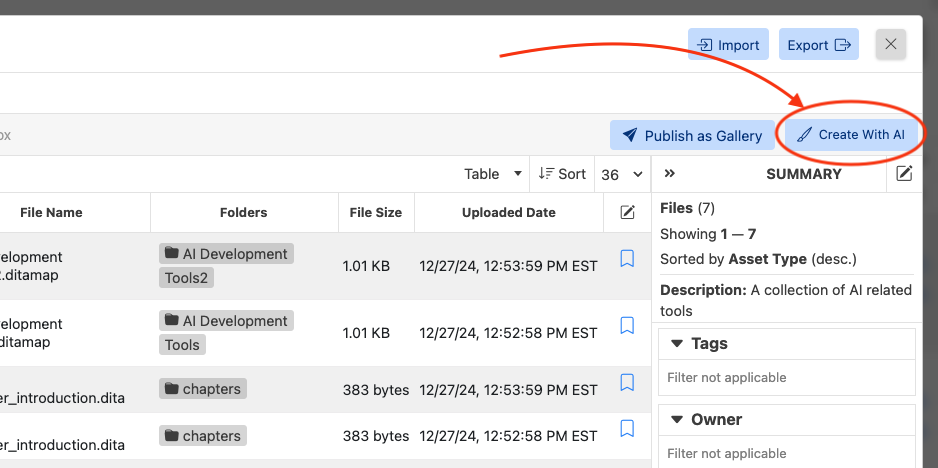 Import Export
Publish as Gallery Create With AI
Table Sort 36 SUMMARY
File Name Folders File Size Uploaded Date
Files (7)
Showing 1 — 7
Sorted by Asset Type (desc.)
Description: A collection of AI related
tools
velopment AI Development
2.ditamap Tools2 1.01 KB 12/27/24, 12:53:59 PM EST
velopment AI Development
ditamap Tools 1.01 KB 12/27/24, 12:52:58 PM EST
er_introduction.dita chapters 383 bytes 12/27/24, 12:53:59 PM EST
er_introduction.dita chapters 383 bytes 12/27/24, 12:52:58 PM EST
Tags
Filter not applicable
Owner
Filter not applicable